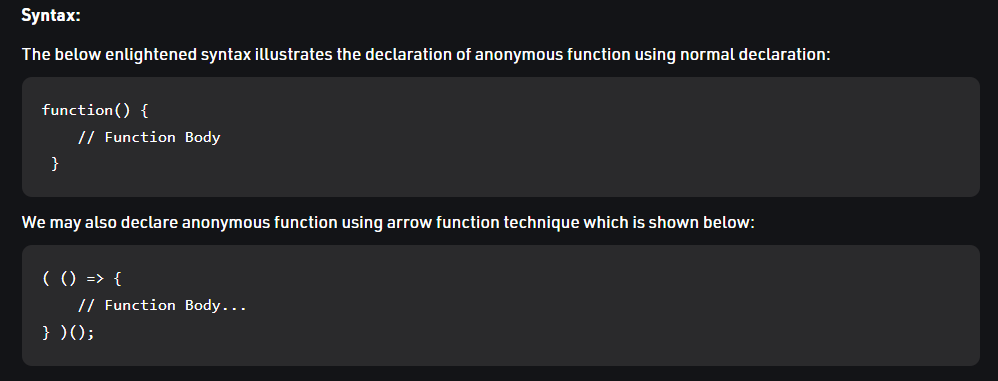 Syntax:
The below enlightened syntax illustrates the declaration of anonymous function using normal declaration:
function() {
    // Function Body
 }
We may also declare anonymous function using arrow function technique which is shown below:
( () => {
    // Function Body...
} )();